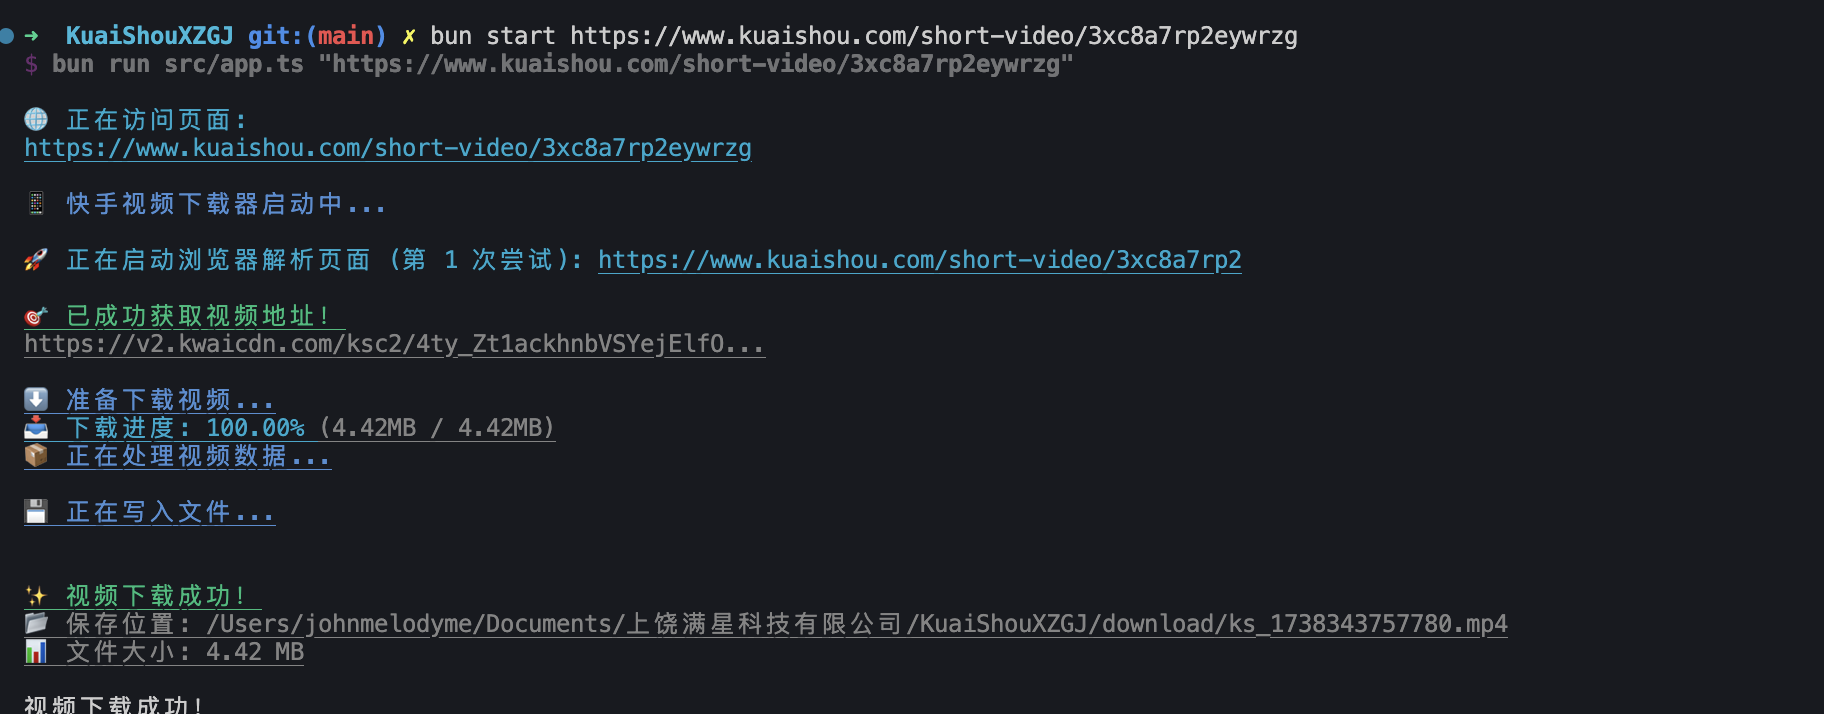 ➜ KuaiShouXZGJ git:(main) ✗ bun start https://www.kuaishou.com/short-video/3xc8a7rp2eywrzg
$ bun run src/app.ts "https://www.kuaishou.com/short-video/3xc8a7rp2eywrzg"
🌐 正在访问页面:
https://www.kuaishou.com/short-video/3xc8a7rp2eywrzg
📱 快手视频下载器启动中...
🚀 正在启动浏览器解析页面 (第 1 次尝试): https://www.kuaishou.com/short-video/3xc8a7rp2
🎯 已成功获取视频地址!
https://v2.kwaicdn.com/ksc2/4ty_Zt1ackhnbVSYejElfO...
⬇️ 准备下载视频...
📥 下载进度: 100.00% (4.42MB / 4.42MB)
📦 正在处理视频数据...
💾 正在写入文件...
✨ 视频下载成功!
📂 保存位置: /Users/johnmelodyme/Documents/上饶满星科技有限公司/KuaiShouXZGJ/download/ks_1738343757780.mp4
📊 文件大小: 4.42 MB
视频下载成功!